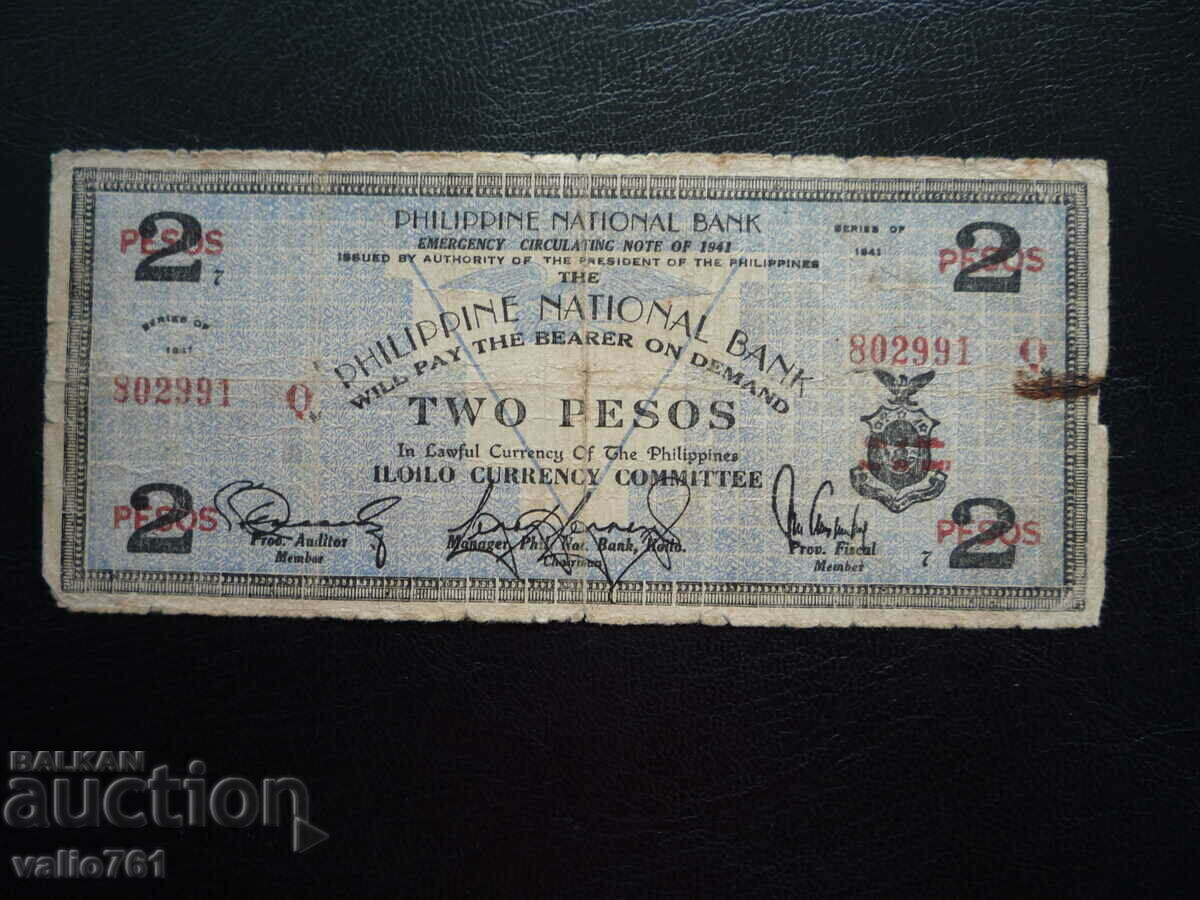 PHILIPPINE NATIONAL BANK
EMERGENCY CIRCULATING NOTE OF 1941
ISSUED BY AUTHORITY OF THE PRESIDENT OF THE PHILIPPINES
THE
PHILIPPINE NATIONAL BANK
WILL PAY THE BEARER ON DEMAND
TWO PESOS
In Lawful Currency Of The Philippines
ILOILO CURRENCY COMMITTEE
2 PESOS 7
SERIES OF
1941
2 PESOS
SERIES OF
1941
802991 Q
802991 Q
2 PESOS
Prov. Auditor
Member
Manager Phil. Nac. Bank, Iloilo.
Chairman
Prov. Fiscal
Member
7 2 PESOS
BALKAN
auction
valio761